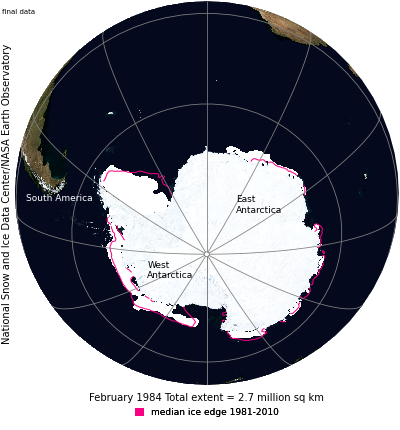 final data
National Snow and Ice Data Center/NASA Earth Observatory
South America
East
Antarctica
West
Antarctica
February 1984 Total extent = 2.7 million sq km
median ice edge 1981-2010